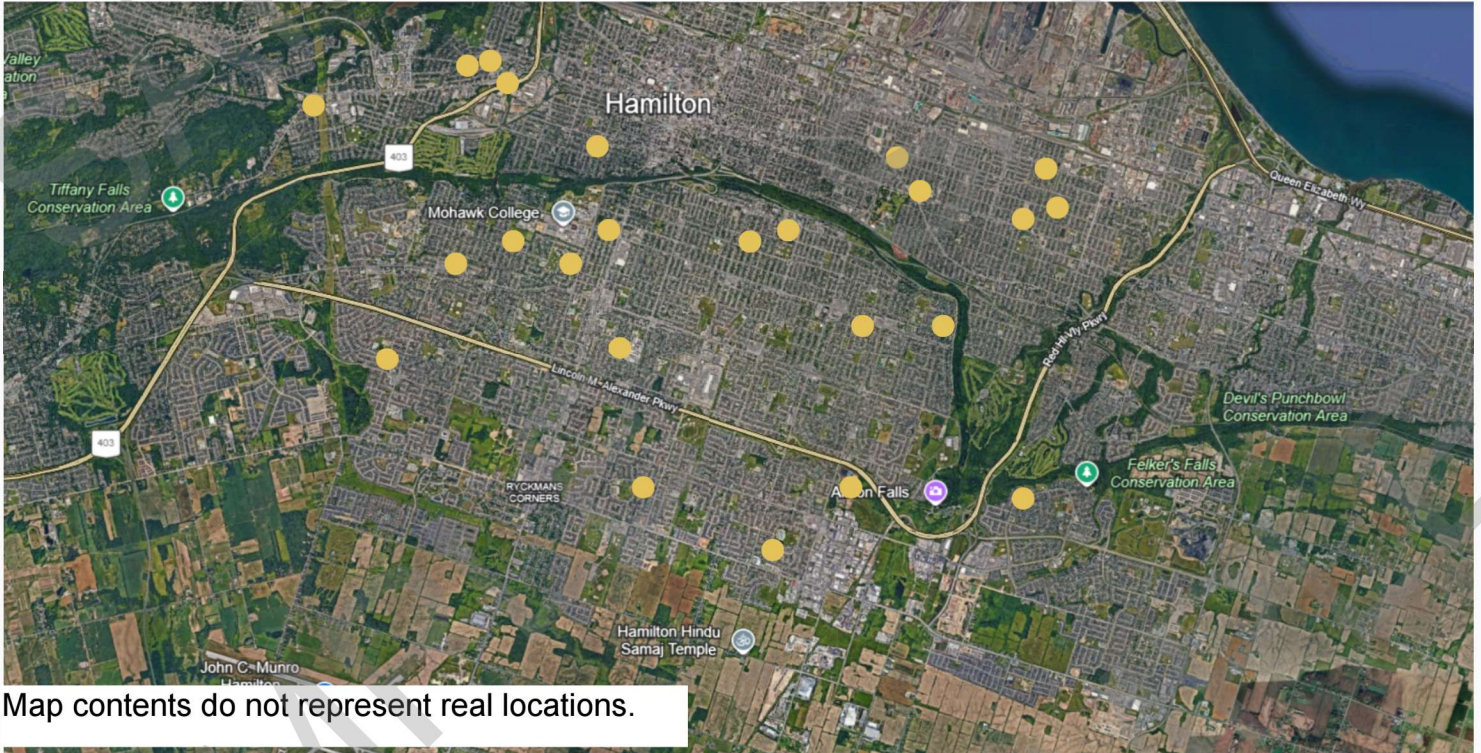 Valley
ation
Hamilton
403
Tiffany Falls
Conservation Area
Mohawk College
Queen Elizabeth Wy
Red Hill Vly Pkwy
Lincoln M. Alexander Pkwy
Devil's Punchbowl
Conservation Area
403
RYCKMANS
CORNERS
Albion Falls
Felker's Falls
Conservation Area
Hamilton Hindu
Samaj Temple
John C. Munro
Hamilton
Map contents do not represent real locations.